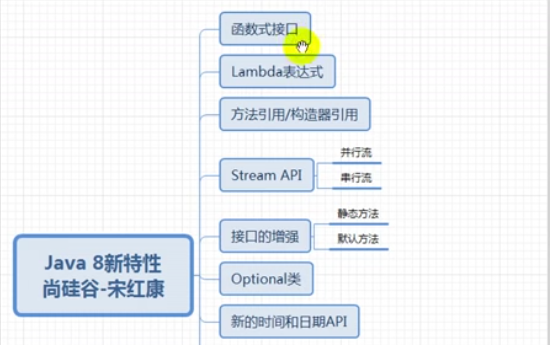 函数式接口
Lambda表达式
方法引用/构造器引用
Stream API
并行流
串行流
接口的增强
静态方法
默认方法
Java 8新特性
尚硅谷-宋红康
Optional类
新的时间和日期API